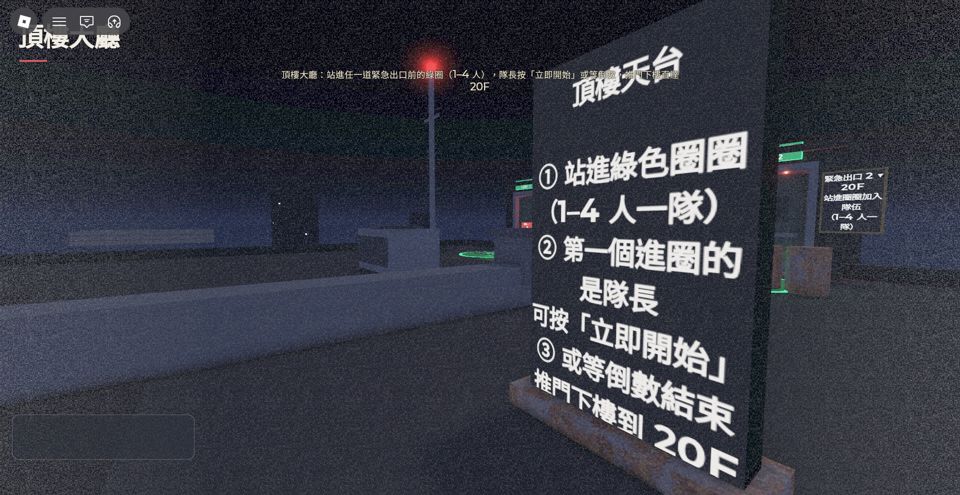 頂樓大廳
頂樓大廳：站進任一道緊急出口前的綠圈（1–4 人），隊長按「立即開始」或等倒數
20F
頂樓天台
① 站進綠色圈圈
（1–4 人一隊）
② 第一個進圈的
是隊長
可按「立即開始」
③ 或等倒數結束
推門下樓到 20F
緊急出口 2 ▼
20F
站進圈圈加入
隊伍
（1–4 人一
隊）